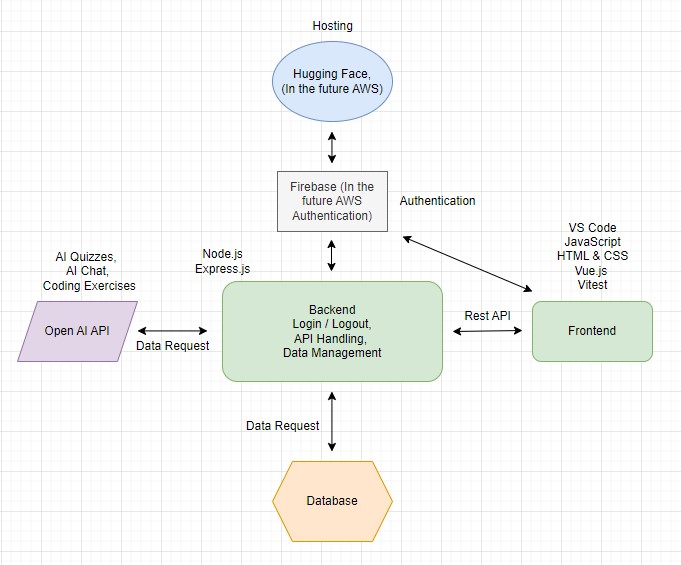 Hosting
Hugging Face,
(In the future AWS)
Firebase (In the
future AWS
Authentication)
Authentication
VS Code
JavaScript
HTML & CSS
Vue.js
Vitest
AI Quizzes,
AI Chat,
Coding Exercises
Node.js
Express.js
Open AI API
Data Request
Backend
Login / Logout,
API Handling,
Data Management
Rest API
Frontend
Data Request
Database